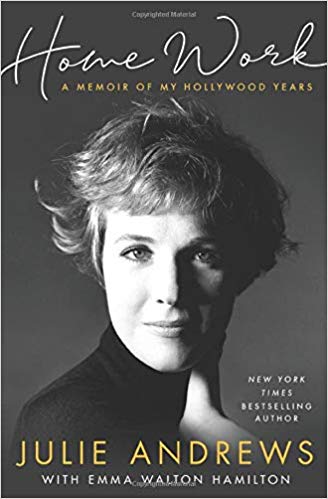 Home Work
A MEMOIR OF MY HOLLYWOOD YEARS
NEW YORK
TIMES
BESTSELLING
AUTHOR
JULIE ANDREWS
WITH EMMA WALTON HAMILTON